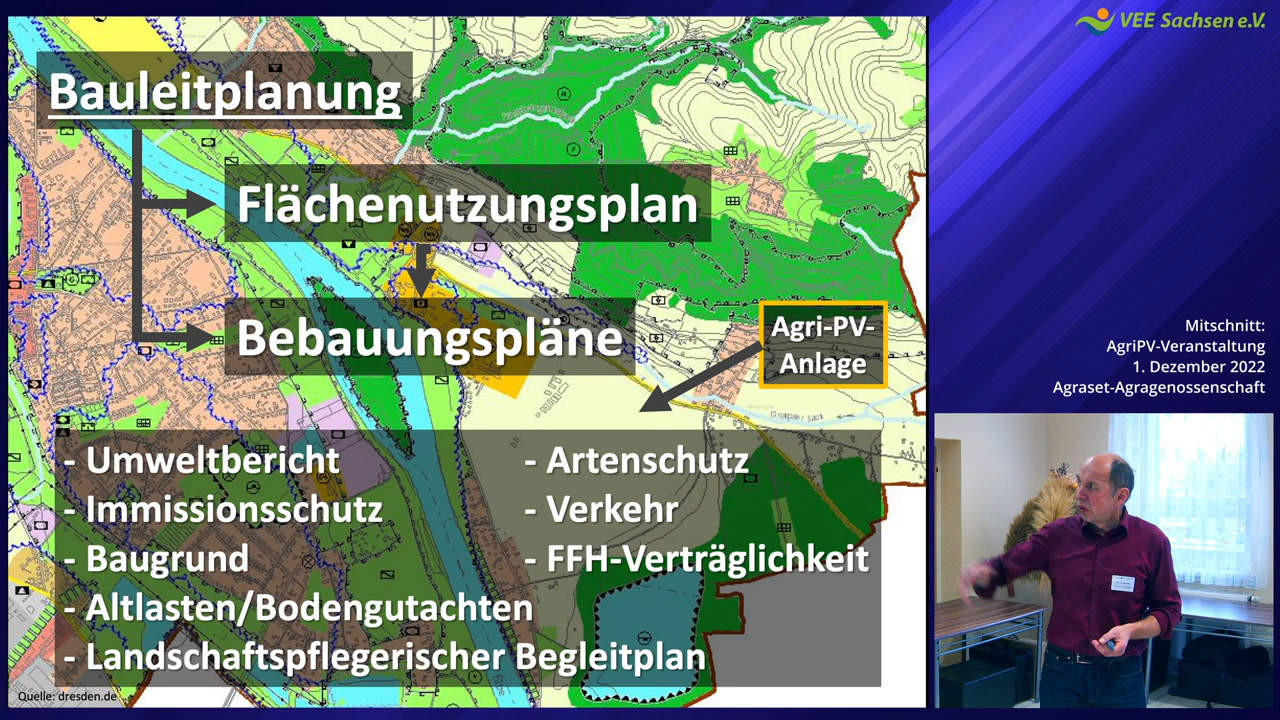 VEE Sachsen e.V.
Bauleitplanung
Flächenutzungsplan
Bebauungspläne
Agri-PV-
Anlage
- Umweltbericht
- Immissionsschutz
- Baugrund
- Altlasten/Bodengutachten
- Landschaftspflegerischer Begleitplan
- Artenschutz
- Verkehr
- FFH-Verträglichkeit
Quelle: dresden.de
Mitschnitt:
AgriPV-Veranstaltung
1. Dezember 2022
Agraset-Agragenossenschaft